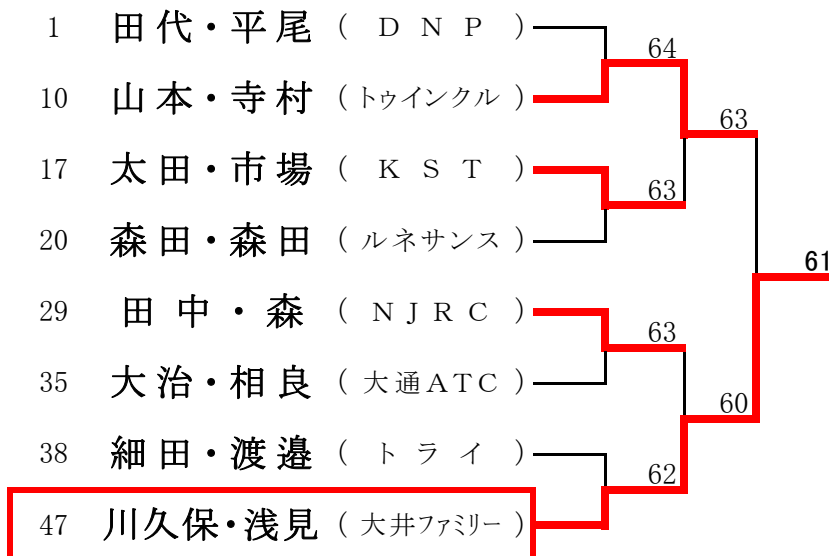 1 田代・平尾 ( DNP ) 64
10 山本・寺村 ( トゥインクル ) 63
17 太田・市場 ( KST ) 63
20 森田・森田 ( ルネサンス ) 61
29 田中・森 ( NJRC ) 63
35 大治・相良 ( 大通ATC ) 60
38 細田・渡邉 ( トライ ) 62
47 川久保・浅見 ( 大井ファミリー )